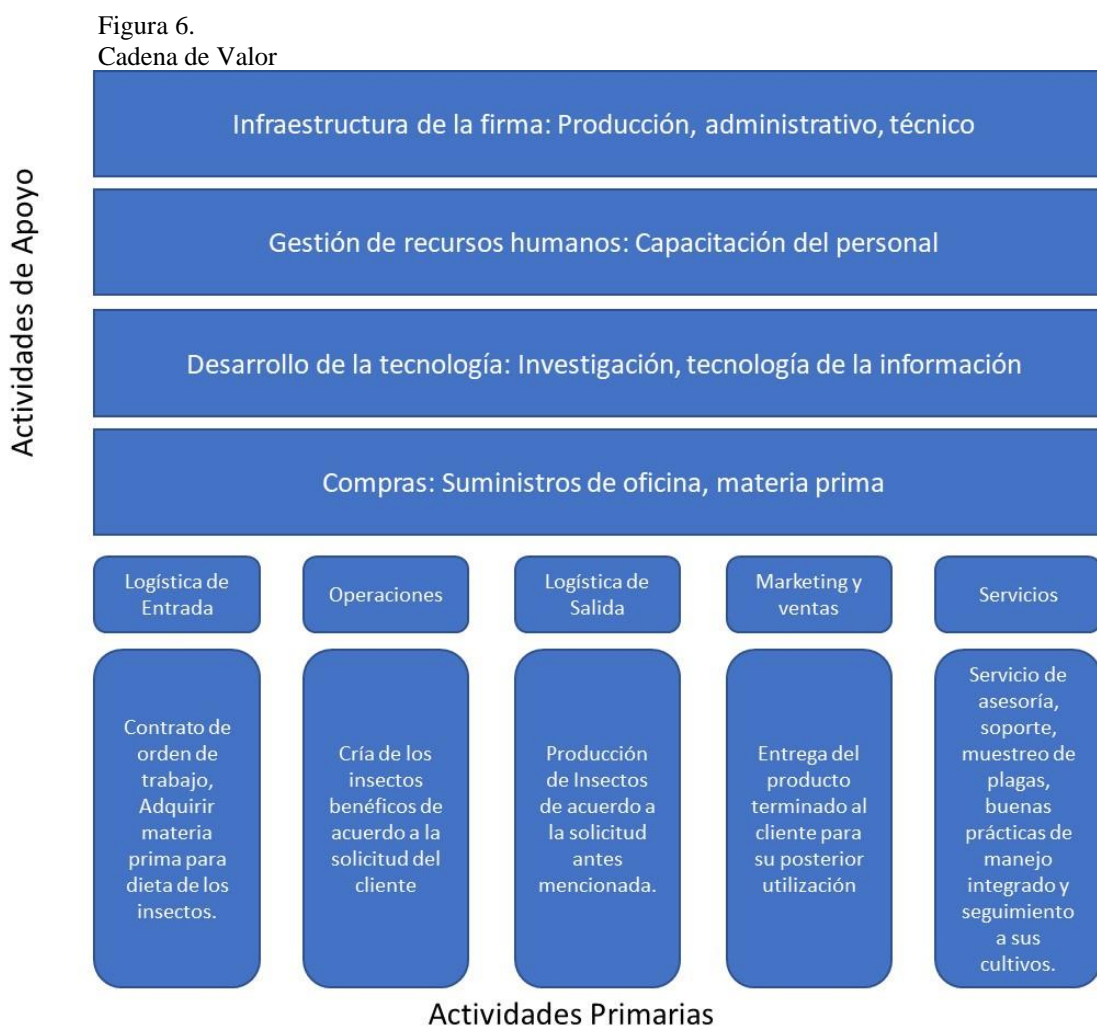 Figura 6.
Cadena de Valor
Actividades de Apoyo
Infraestructura de la firma: Producción, administrativo, técnico
Gestión de recursos humanos: Capacitación del personal
Desarrollo de la tecnología: Investigación, tecnología de la información
Compras: Suministros de oficina, materia prima
Logística de
Entrada
Operaciones
Logística de
Salida
Marketing y
ventas
Servicios
Contrato de
orden de
trabajo,
Adquirir
materia
prima para
dieta de los
insectos.
Cría de los
insectos
benéficos de
acuerdo a la
solicitud del
cliente
Producción
de Insectos
de acuerdo a
la solicitud
antes
mencionada.
Entrega del
producto
terminado al
cliente para
su posterior
utilización
Servicio de
asesoría,
soporte,
muestreo de
plagas,
buenas
prácticas de
manejo
integrado y
seguimiento
a sus
cultivos.
Actividades Primarias